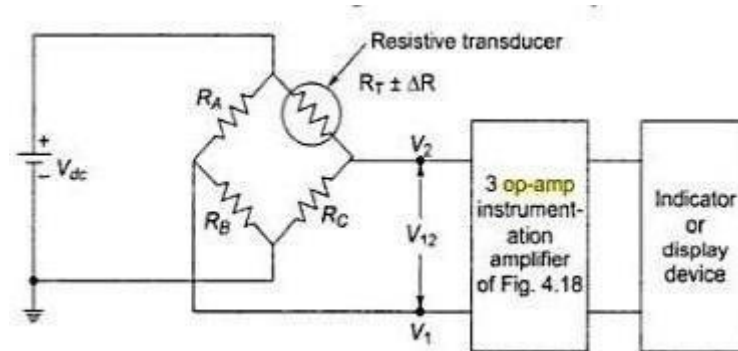 Resistive transducer
R_T ± ΔR
R_A
+
V_dc
-
R_B
R_C
V_2
V_12
V_1
3 op-amp
instrument-
ation
amplifier
of Fig. 4.18
Indicator
or
display
device